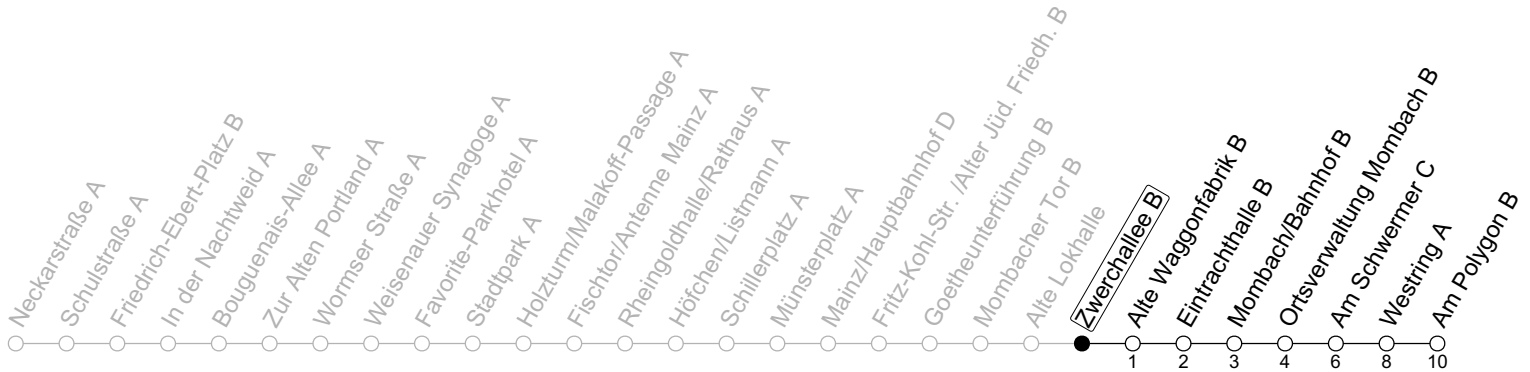 Neckarstraße A
Schulstraße A
Friedrich-Ebert-Platz B
In der Nachtweid A
Bouguenais-Allee A
Zur Alten Portland A
Wormser Straße A
Weisenauer Synagoge A
Favorite-Parkhotel A
Stadtpark A
Holzturm/Malakoff-Passage A
Fischtor/Antenne Mainz A
Rheingoldhalle/Rathaus A
Höfchen/Listmann A
Schillerplatz A
Münsterplatz A
Mainz/Hauptbahnhof D
Fritz-Kohl-Str. /Alter Jüd. Friedh. B
Goetheunterführung B
Mombacher Tor B
Alte Lokhalle
Zwerchallee B
Alte Waggonfabrik B
Eintrachthalle B
Mombach/Bahnhof B
Ortsverwaltung Mombach B
Am Schwermer C
Westring A
Am Polygon B
1 2 3 4 6 8 10